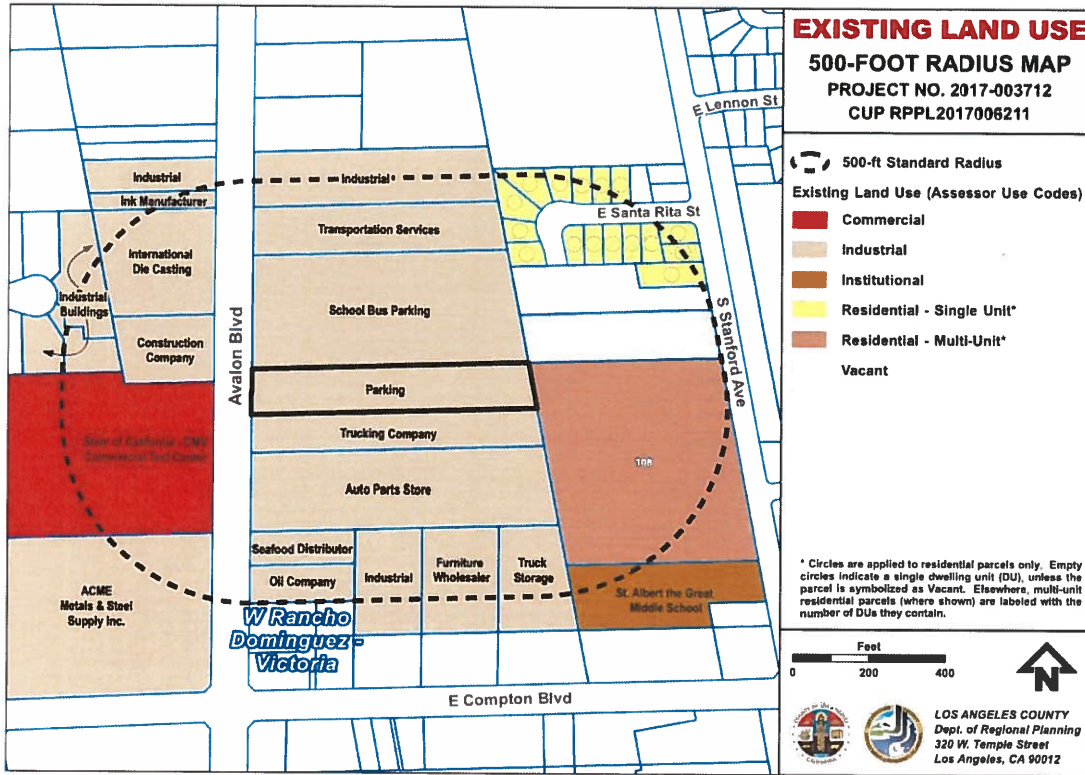 EXISTING LAND USE
500-FOOT RADIUS MAP
PROJECT NO. 2017-003712
CUP RPPL2017006211
500-ft Standard Radius
Existing Land Use (Assessor Use Codes)
Commercial
Industrial
Institutional
Residential - Single Unit*
Residential - Multi-Unit*
Vacant
* Circles are applied to residential parcels only. Empty
circles indicate a single dwelling unit (DU), unless the
parcel is symbolized as Vacant. Elsewhere, multi-unit
residential parcels (where shown) are labeled with the
number of DUs they contain.
Feet
0 200 400
N
LOS ANGELES COUNTY
Dept. of Regional Planning
320 W. Temple Street
Los Angeles, CA 90012
E Lennon St
Industrial
Ink Manufacturer
Industrial
E Santa Rita St
Transportation Services
International
Die Casting
Industrial
Buildings
School Bus Parking
Construction
Company
Avalon Blvd
S Stanford Ave
Parking
Trucking Company
State of California - DMV
Commercial Test Center
108
Auto Parts Store
Seafood Distributor
Oil Company
Industrial
Furniture
Wholesaler
Truck
Storage
ACME
Metals & Steel
Supply Inc.
St. Albert the Great
Middle School
W Rancho
Dominguez -
Victoria
E Compton Blvd